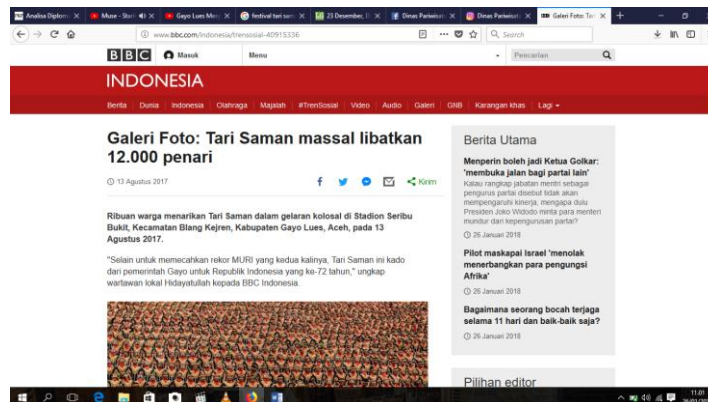 Analisa Diplom
Muse - Stari
Gayo Lues Men
festival tari sam
23 Desember,
Dinas Pariwisat
Dinas Pariwisat
Galeri Foto: Tar
www.bbc.com/indonesia/trensosial-40915336
Search
BBC
Masuk
Menu
Pencarian
INDONESIA
Berita Dunia Indonesia Olahraga Majalah #TrenSosial Video Audio Galeri GNB Karangan khas Lagi
Galeri Foto: Tari Saman massal libatkan
12.000 penari
13 Agustus 2017
Kirim
Ribuan warga menarikan Tari Saman dalam gelaran kolosal di Stadion Seribu
Bukit, Kecamatan Blang Kejren, Kabupaten Gayo Lues, Aceh, pada 13
Agustus 2017.
"Selain untuk memecahkan rekor MURI yang kedua kalinya, Tari Saman ini kado
dari pemerintah Gayo untuk Republik Indonesia yang ke-72 tahun," ungkap
wartawan lokal Hidayatullah kepada BBC Indonesia.
Berita Utama
Menperin boleh jadi Ketua Golkar:
'membuka jalan bagi partai lain'
Kalau rangkap jabatan mentri sebagai
pengurus partai disebut tidak akan
mempengaruhi kinerja, mengapa dulu
Presiden Joko Widodo minta para menteri
mundur dari kepengurusan partai?
26 Januari 2018
Pilot maskapai Israel 'menolak
menerbangkan para pengungsi
Afrika'
26 Januari 2018
Bagaimana seorang bocah terjaga
selama 11 hari dan baik-baik saja?
26 Januari 2018
Pilihan editor
11.01